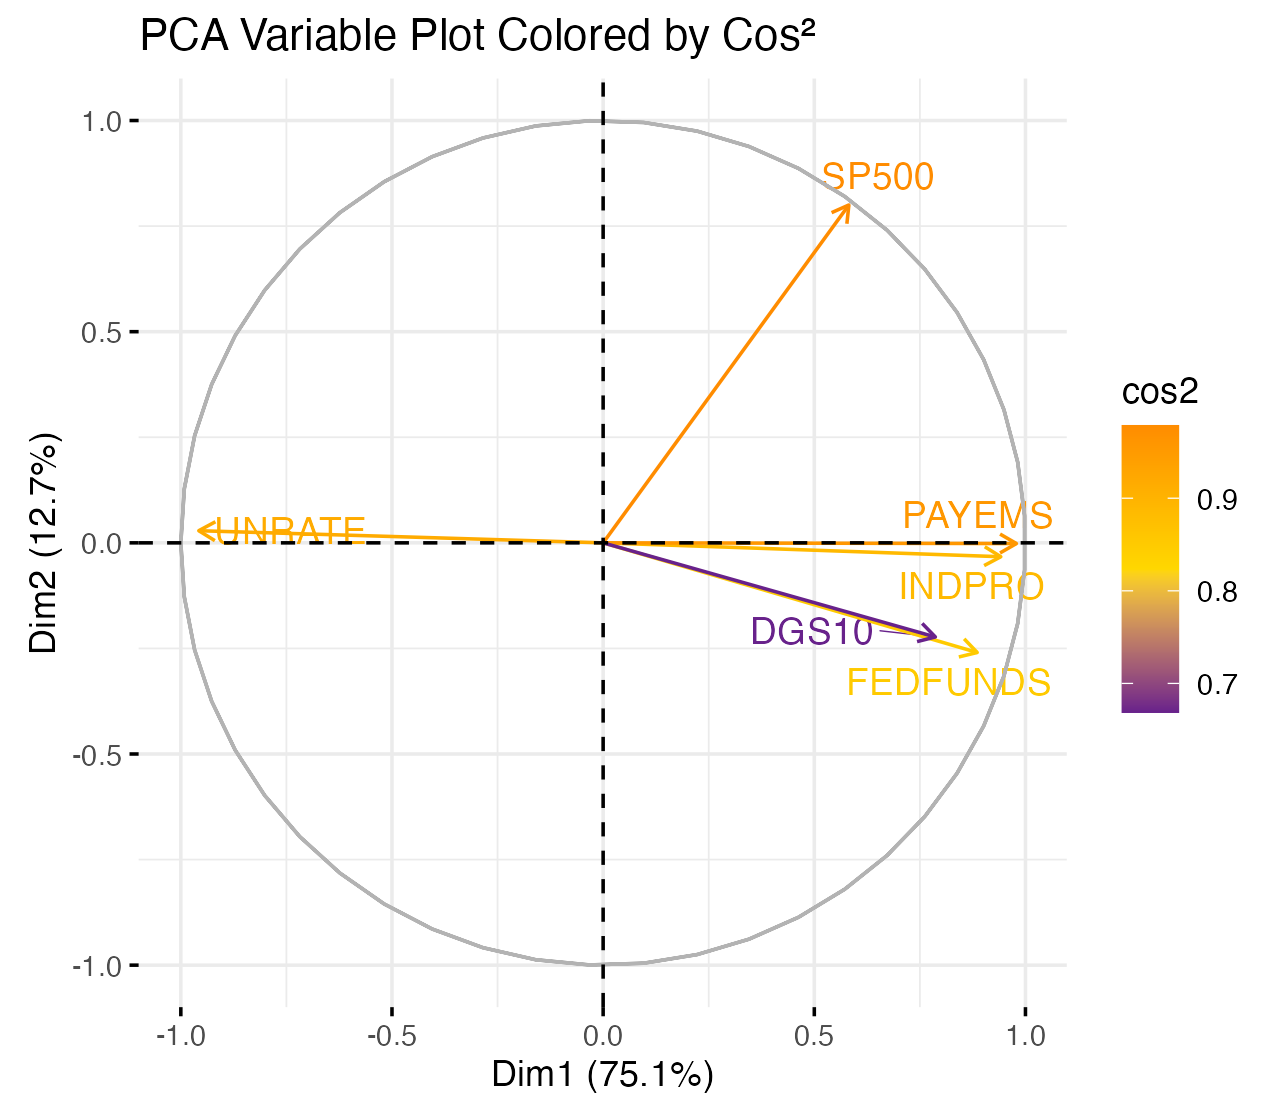 PCA Variable Plot Colored by Cos²
1.0
0.5
0.0
-0.5
-1.0
Dim2 (12.7%)
SP500
UNRATE
PAYEMS
INDPRO
DGS10
FEDFUNDS
-1.0
-0.5
0.0
0.5
1.0
Dim1 (75.1%)
cos2
0.9
0.8
0.7